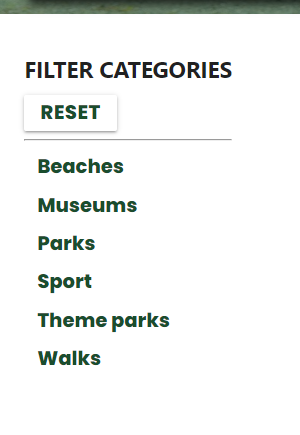 FILTER CATEGORIES
RESET
Beaches
Museums
Parks
Sport
Theme parks
Walks